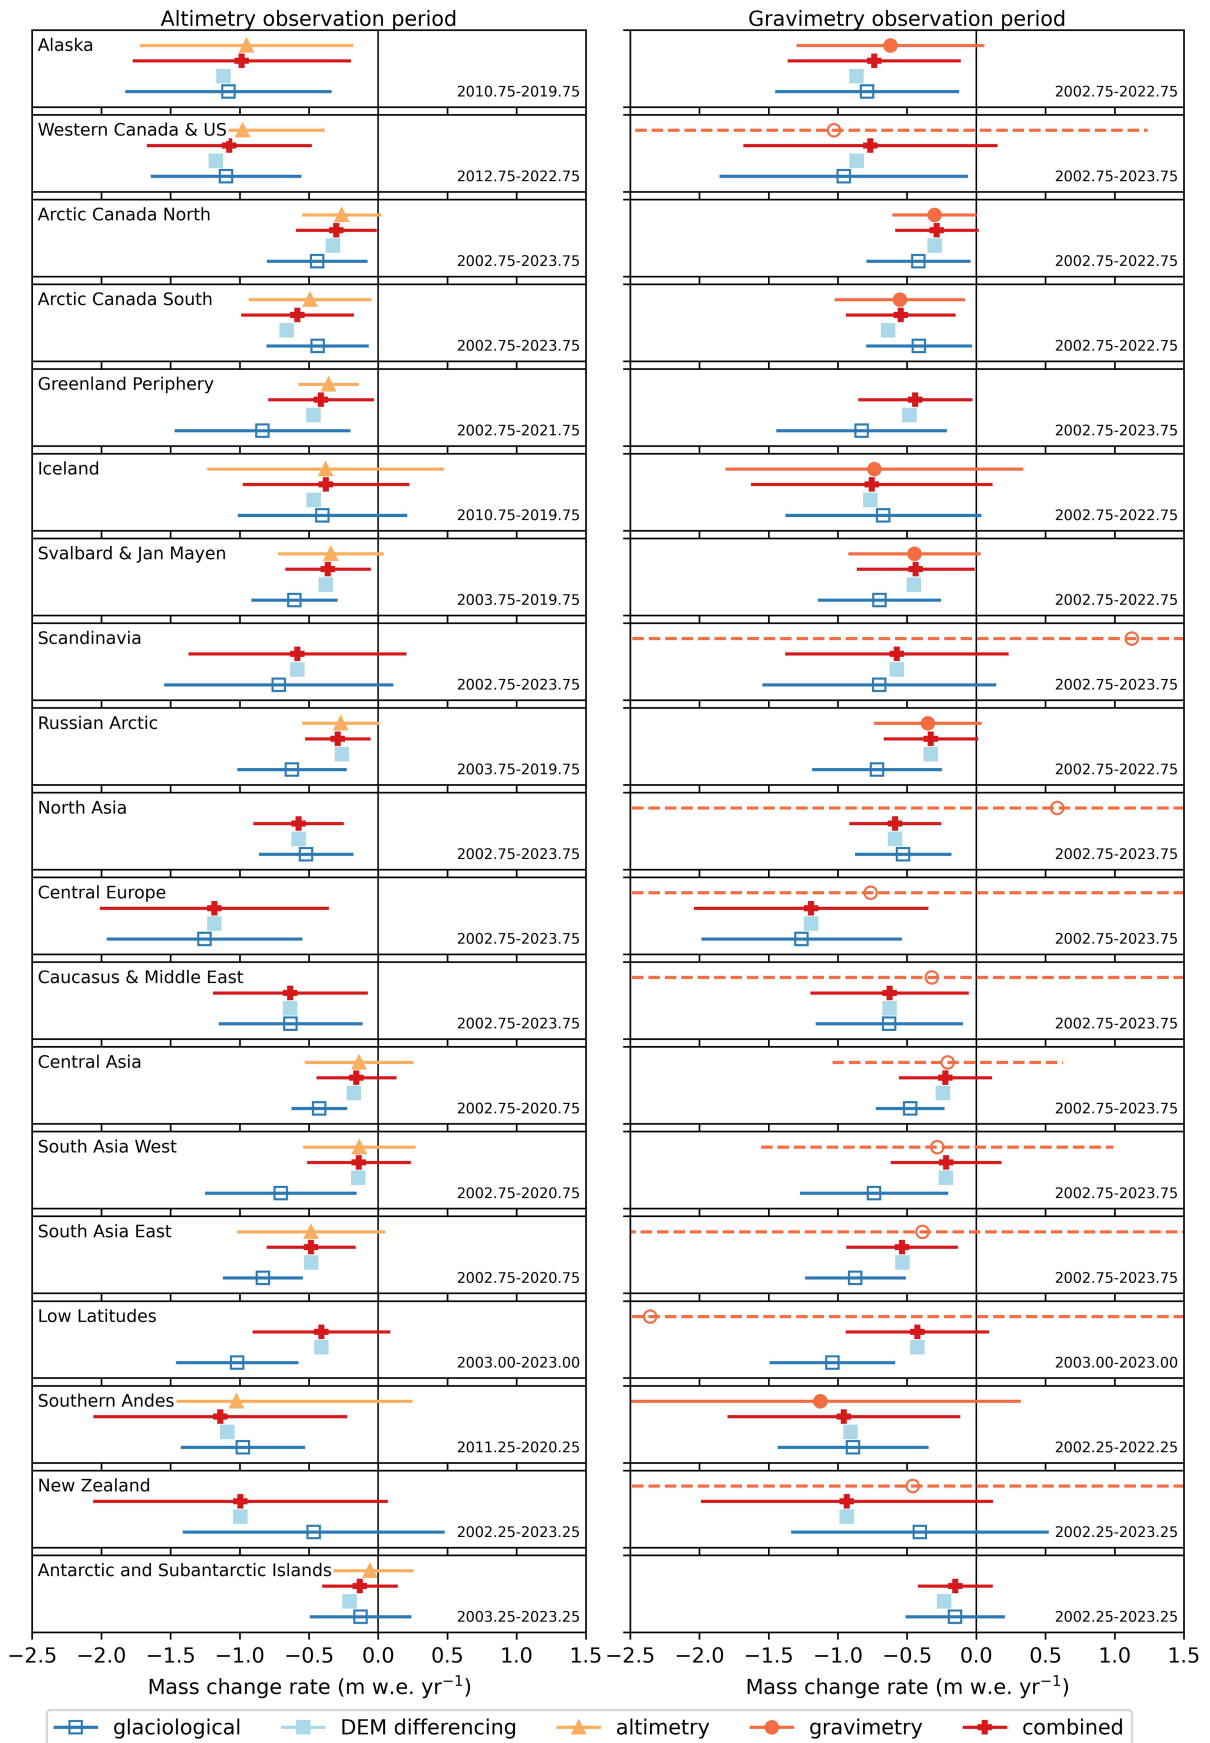 Altimetry observation period
Gravimetry observation period
Alaska
2010.75-2019.75
2002.75-2022.75
Western Canada & US
2012.75-2022.75
2002.75-2023.75
Arctic Canada North
2002.75-2023.75
2002.75-2022.75
Arctic Canada South
2002.75-2023.75
2002.75-2022.75
Greenland Periphery
2002.75-2021.75
2002.75-2023.75
Iceland
2010.75-2019.75
2002.75-2022.75
Svalbard & Jan Mayen
2003.75-2019.75
2002.75-2022.75
Scandinavia
2002.75-2023.75
2002.75-2023.75
Russian Arctic
2003.75-2019.75
2002.75-2022.75
North Asia
2002.75-2023.75
2002.75-2023.75
Central Europe
2002.75-2023.75
2002.75-2023.75
Caucasus & Middle East
2002.75-2023.75
2002.75-2023.75
Central Asia
2002.75-2020.75
2002.75-2023.75
South Asia West
2002.75-2020.75
2002.75-2023.75
South Asia East
2002.75-2020.75
2002.75-2023.75
Low Latitudes
2003.00-2023.00
2003.00-2023.00
Southern Andes
2011.25-2020.25
2002.25-2022.25
New Zealand
2002.25-2023.25
2002.25-2023.25
Antarctic and Subantarctic Islands
2003.25-2023.25
2002.25-2023.25
−2.5 −2.0 −1.5 −1.0 −0.5 0.0 0.5 1.0 1.5
−2.5 −2.0 −1.5 −1.0 −0.5 0.0 0.5 1.0 1.5
Mass change rate (m w.e. yr⁻¹)
Mass change rate (m w.e. yr⁻¹)
glaciological DEM differencing altimetry gravimetry combined